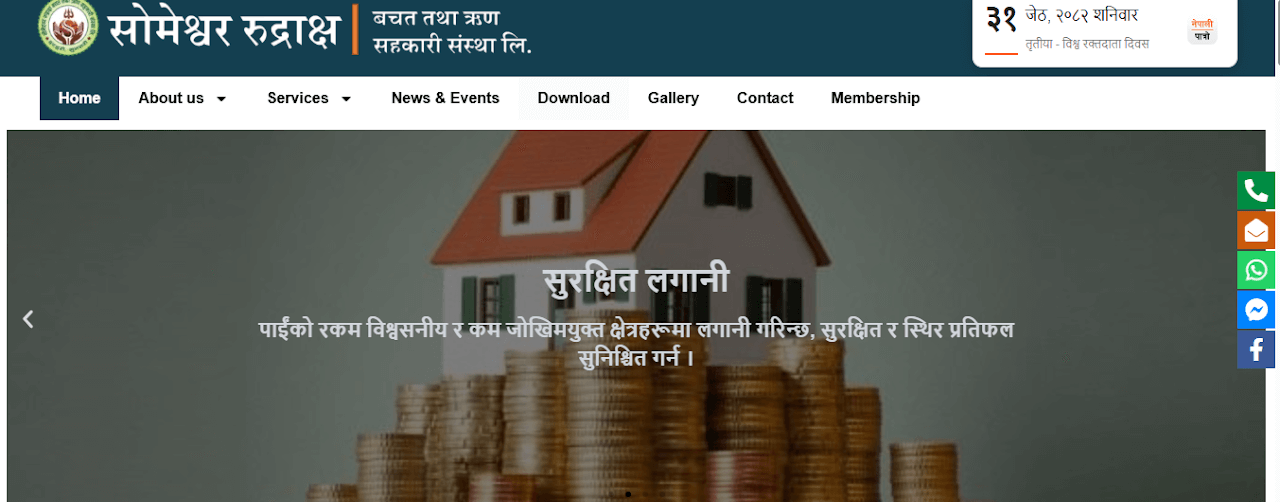 सोमेश्वर रुद्राक्ष
बचत तथा ऋण
सहकारी संस्था लि.
३१ जेठ, २०८२ शनिवार
तृतीया - विश्व रक्तदाता दिवस
नेपाली
पात्रो
Home About us Services News & Events Download Gallery Contact Membership
सुरक्षित लगानी
पाईंको रकम विश्वसनीय र कम जोखिमयुक्त क्षेत्रहरूमा लगानी गरिन्छ, सुरक्षित र स्थिर प्रतिफल
सुनिश्चित गर्न ।